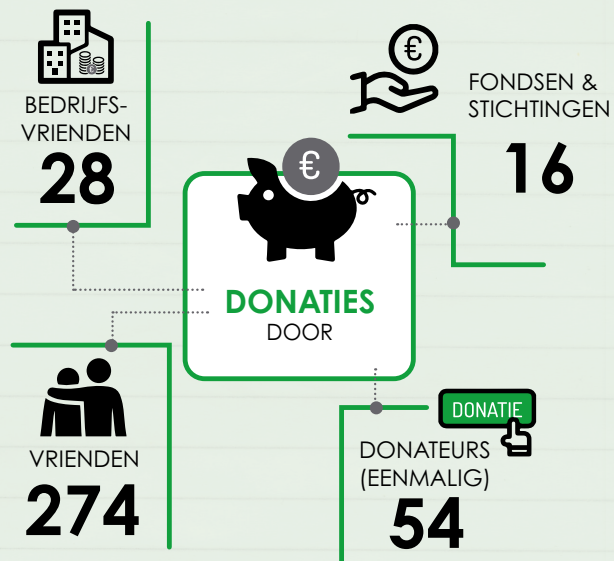 BEDRIJFS-
VRIENDEN
28
€
FONDSEN &
STICHTINGEN
16
€
DONATIES
DOOR
VRIENDEN
274
DONATIE
DONATEURS
(EENMALIG)
54